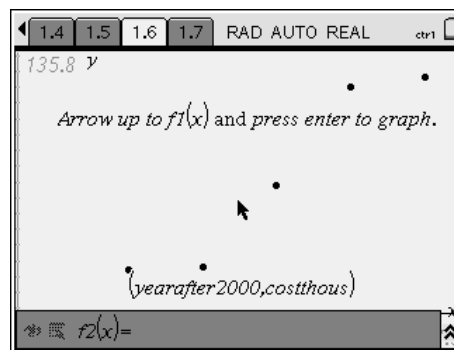 1.4 1.5 1.6 1.7 RAD AUTO REAL ctrl
135.8 y
Arrow up to f1(x) and press enter to graph.
(yearafter2000,costthous)
f2(x)=